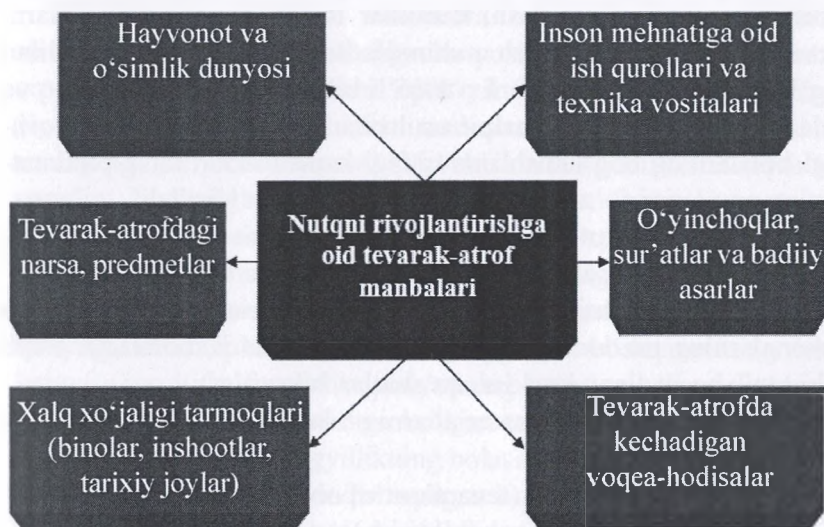 Hayvonot va
o‘simlik dunyosi
Inson mehnatiga oid
ish qurollari va
texnika vositalari
Tevarak-atrofdagi
narsa, predmetlar
Nutqni rivojlantirishga
oid tevarak-atrof
manbalari
O‘yinchoqlar,
sur’atlar va badiiy
asarlar
Xalq xo‘jaligi tarmoqlari
(binolar, inshootlar,
tarixiy joylar)
Tevarak-atrofda
kechadigan
voqea-hodisalar